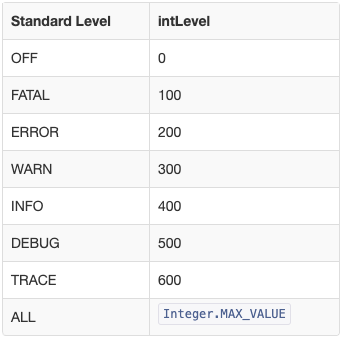 Standard Level intLevel
OFF 0
FATAL 100
ERROR 200
WARN 300
INFO 400
DEBUG 500
TRACE 600
ALL Integer.MAX_VALUE